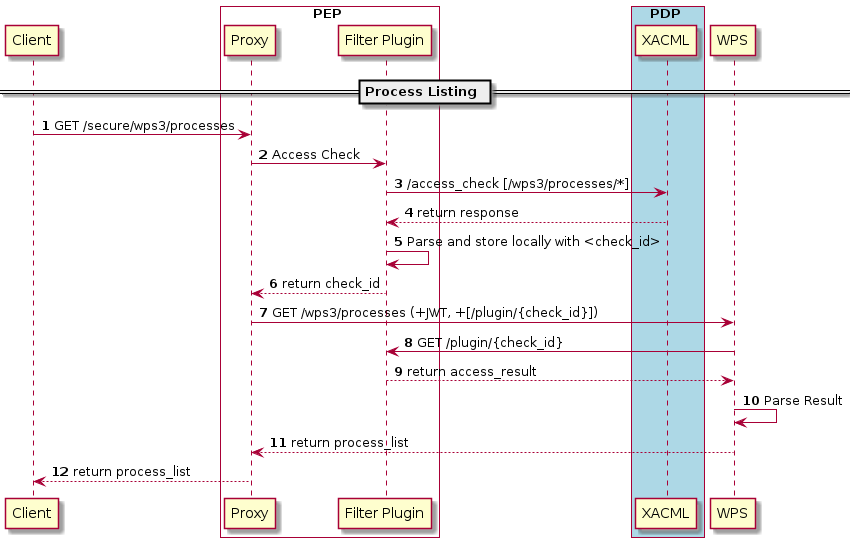 PEP
PDP
Client
Proxy
Filter Plugin
XACML
WPS
Process Listing
1 GET /secure/wps3/processes
2 Access Check
3 /access_check [/wps3/processes/*]
4 return response
5 Parse and store locally with <check_id>
6 return check_id
7 GET /wps3/processes (+JWT, +[/plugin/{check_id}])
8 GET /plugin/{check_id}
9 return access_result
10 Parse Result
11 return process_list
12 return process_list
Client
Proxy
Filter Plugin
XACML
WPS